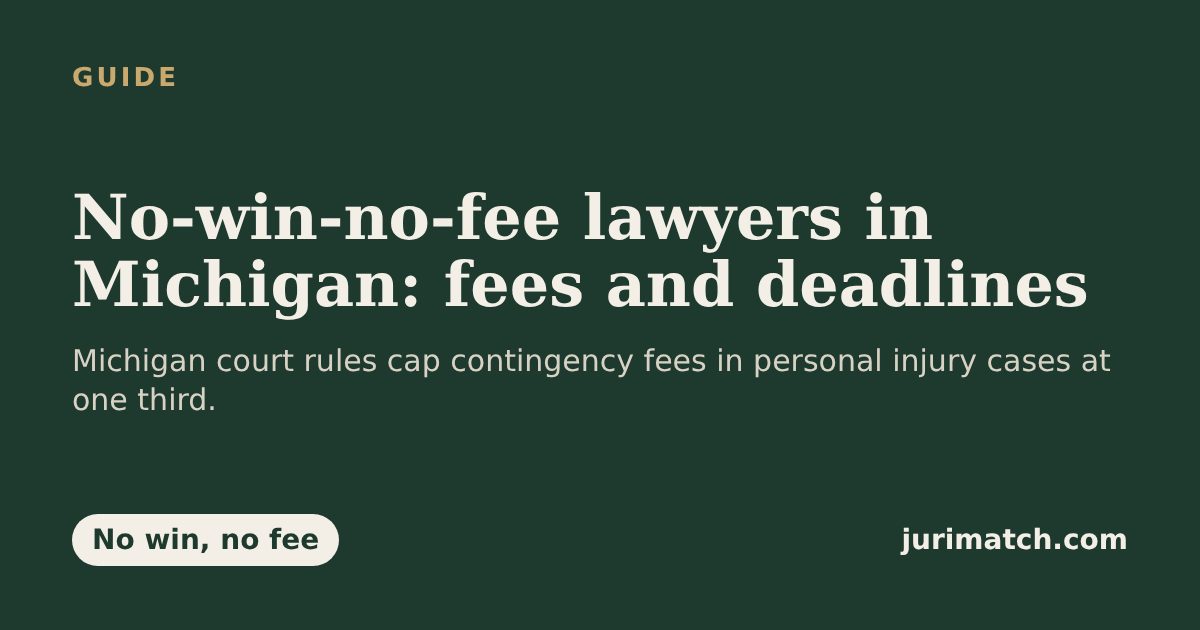 GUIDE
No-win-no-fee lawyers in
Michigan: fees and deadlines
Michigan court rules cap contingency fees in personal injury cases at
one third.
No win, no fee
jurimatch.com